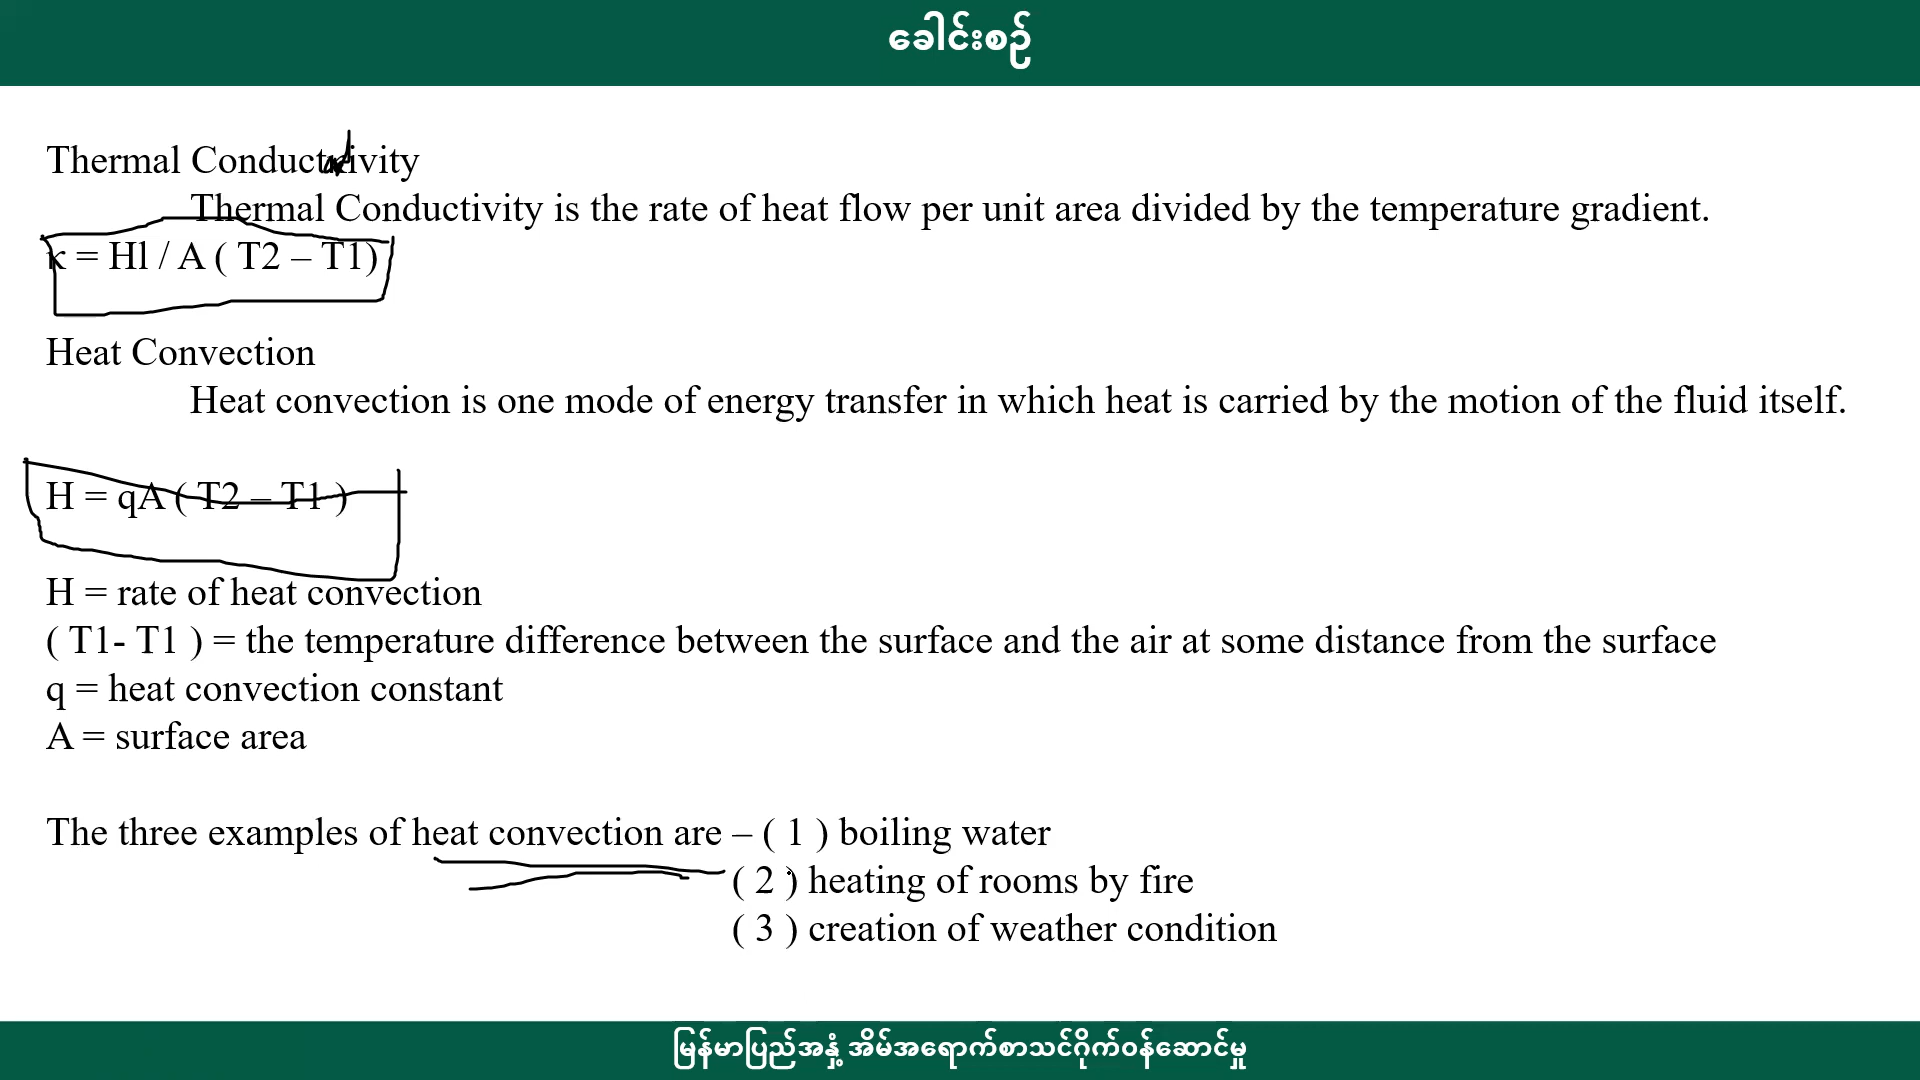 ခေါင်းစဉ်
Thermal Conductivity
Thermal Conductivity is the rate of heat flow per unit area divided by the temperature gradient.
κ = Hl / A ( T2 – T1)
Heat Convection
Heat convection is one mode of energy transfer in which heat is carried by the motion of the fluid itself.
H = qA ( T2 – T1 )
H = rate of heat convection
( T1- T1 ) = the temperature difference between the surface and the air at some distance from the surface
q = heat convection constant
A = surface area
The three examples of heat convection are – ( 1 ) boiling water
( 2 ) heating of rooms by fire
( 3 ) creation of weather condition
မြန်မာပြည်အနှံ့ အိမ်အရောက်စာသင်ဂိုက်ဝန်ဆောင်မှု